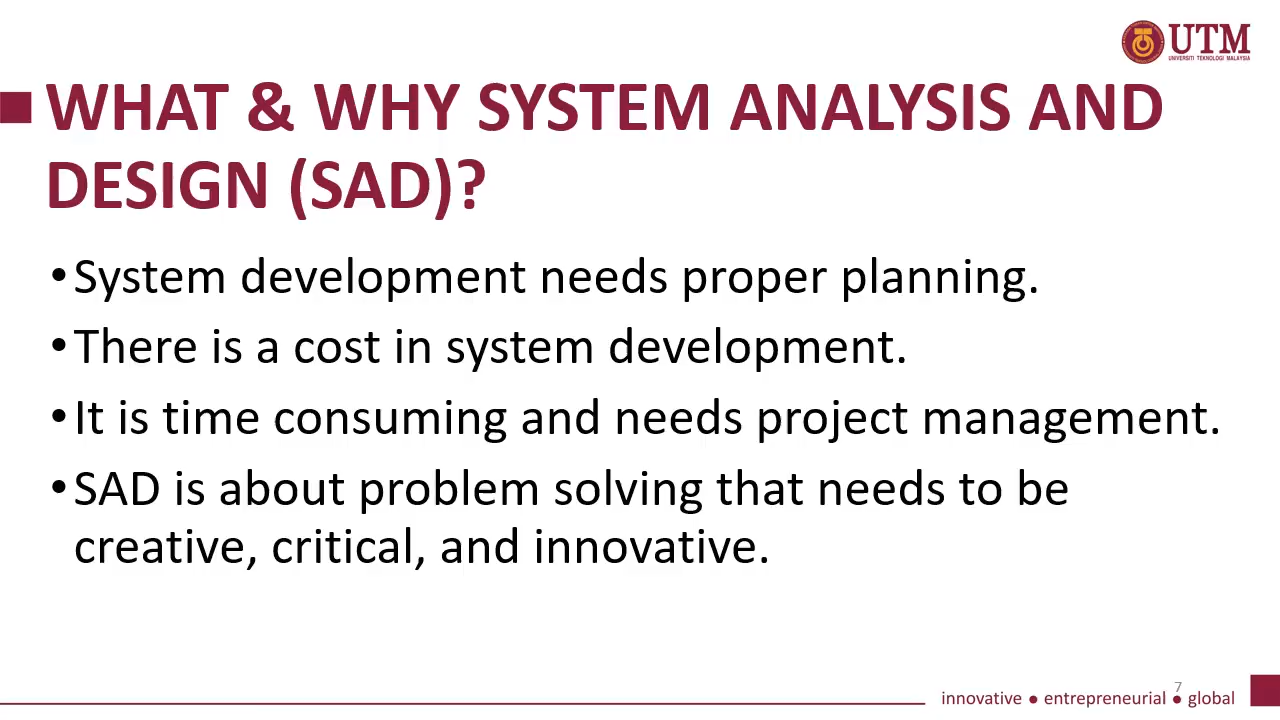 UTM
UNIVERSITI TEKNOLOGI MALAYSIA
WHAT & WHY SYSTEM ANALYSIS AND
DESIGN (SAD)?
•System development needs proper planning.
•There is a cost in system development.
•It is time consuming and needs project management.
•SAD is about problem solving that needs to be
creative, critical, and innovative.
7
innovative ● entrepreneurial ● global